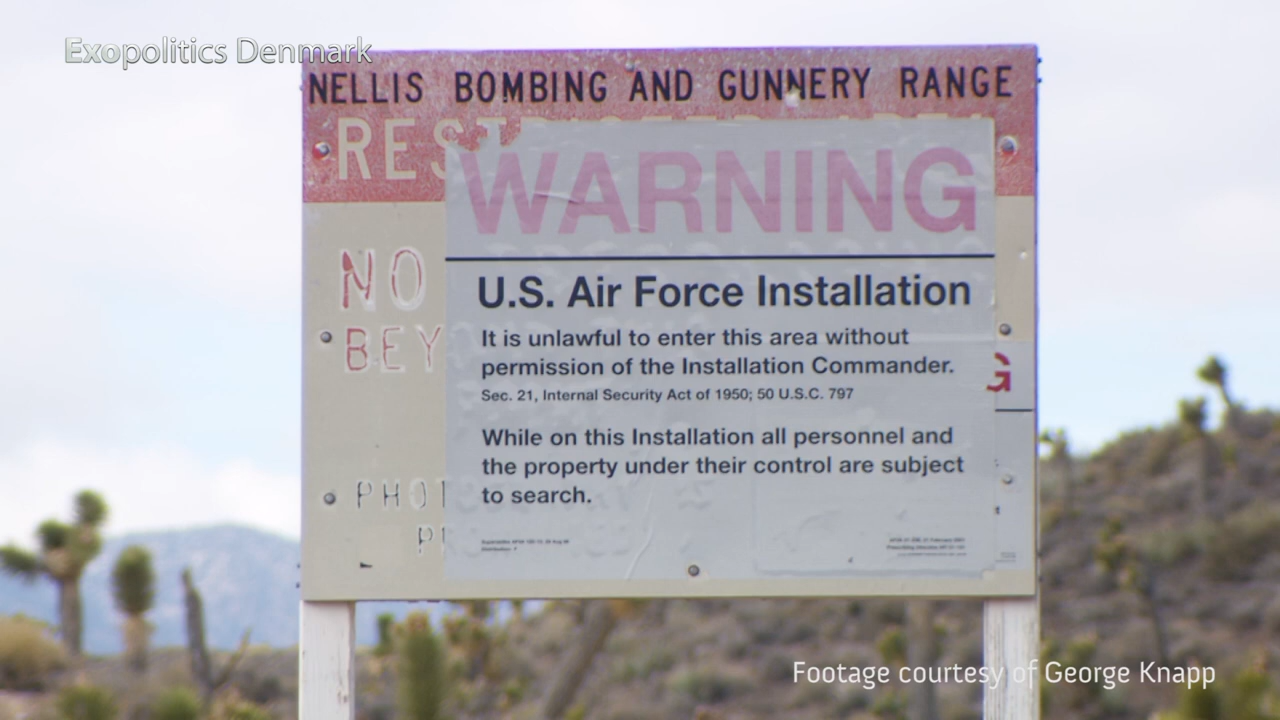 Exopolitics Denmark
NELLIS BOMBING AND GUNNERY RANGE
RES
WARNING
NO
BEY
U.S. Air Force Installation
It is unlawful to enter this area without
permission of the Installation Commander.
Sec. 21, Internal Security Act of 1950; 50 U.S.C. 797
G
While on this Installation all personnel and
the property under their control are subject
to search.
PHOT
Footage courtesy of George Knapp